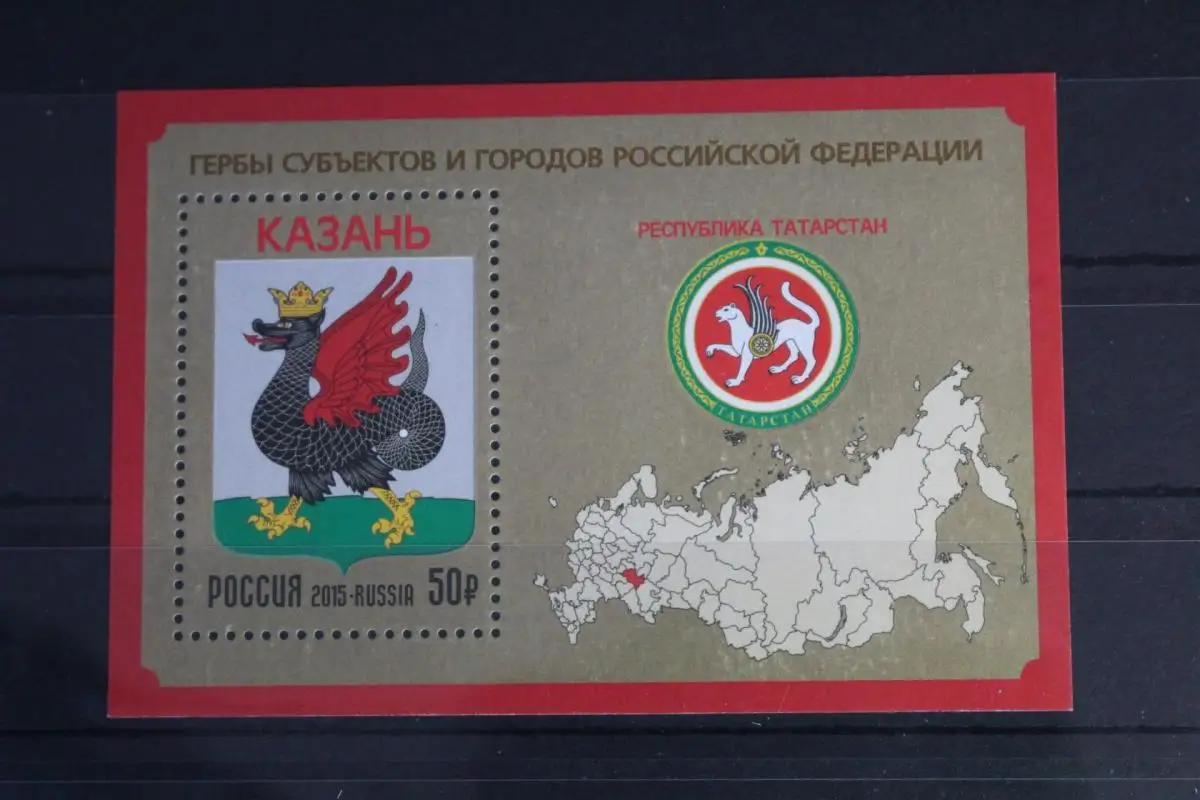 ГЕРБЫ СУБЪЕКТОВ И ГОРОДОВ РОССИЙСКОЙ ФЕДЕРАЦИИ
КАЗАНЬ
РОССИЯ 2015-RUSSIA 50₽
РЕСПУБЛИКА ТАТАРСТАН
ТАТАРСТАН